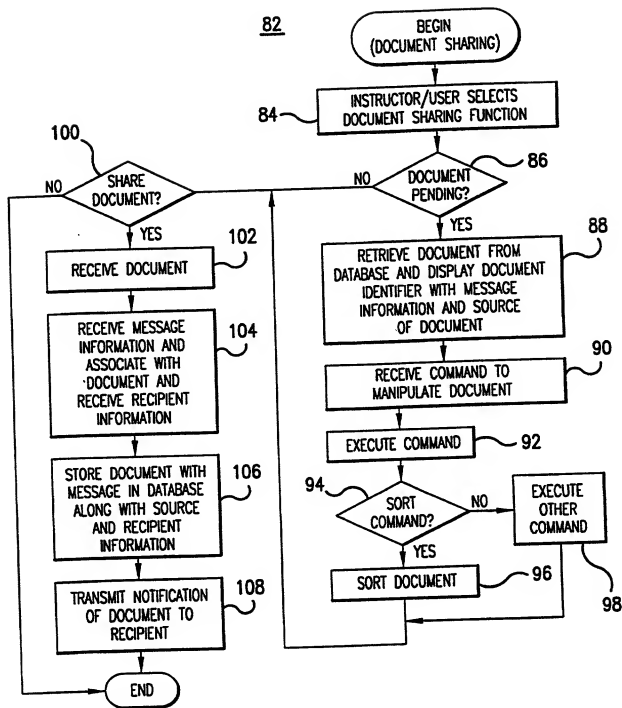 82
BEGIN
(DOCUMENT SHARING)
84
INSTRUCTOR/USER SELECTS
DOCUMENT SHARING FUNCTION
100
SHARE
DOCUMENT?
NO
YES
86
DOCUMENT
PENDING?
NO
YES
102
RECEIVE DOCUMENT
88
RETRIEVE DOCUMENT FROM
DATABASE AND DISPLAY DOCUMENT
IDENTIFIER WITH MESSAGE
INFORMATION AND SOURCE
OF DOCUMENT
104
RECEIVE MESSAGE
INFORMATION AND
ASSOCIATE WITH
DOCUMENT AND
RECEIVE RECIPIENT
INFORMATION
90
RECEIVE COMMAND TO
MANIPULATE DOCUMENT
EXECUTE COMMAND
92
106
STORE DOCUMENT WITH
MESSAGE IN DATABASE
ALONG WITH SOURCE
AND RECIPIENT
INFORMATION
94
SORT
COMMAND?
NO
YES
EXECUTE
OTHER
COMMAND
98
SORT DOCUMENT
96
108
TRANSMIT NOTIFICATION
OF DOCUMENT TO
RECIPIENT
END